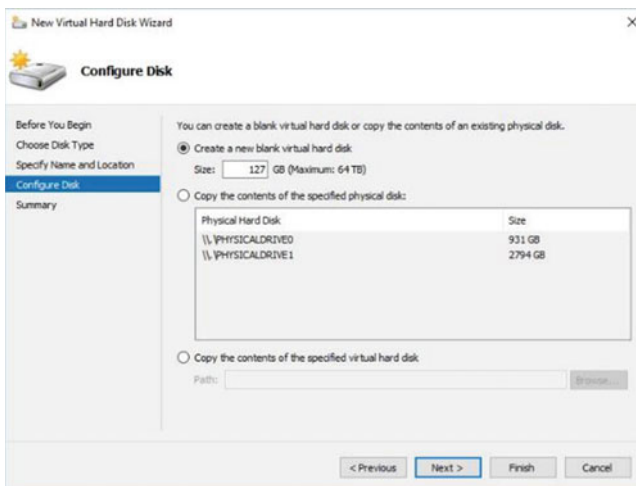 New Virtual Hard Disk Wizard
Configure Disk
Before You Begin
Choose Disk Type
Specify Name and Location
Configure Disk
Summary
You can create a blank virtual hard disk or copy the contents of an existing physical disk.
Create a new blank virtual hard disk
Size: 127 GB (Maximum: 64 TB)
Copy the contents of the specified physical disk:
Physical Hard Disk Size
\\.\PHYSICALDRIVE0 931 GB
\\.\PHYSICALDRIVE1 2794 GB
Copy the contents of the specified virtual hard disk
Path: Browse...
< Previous Next > Finish Cancel